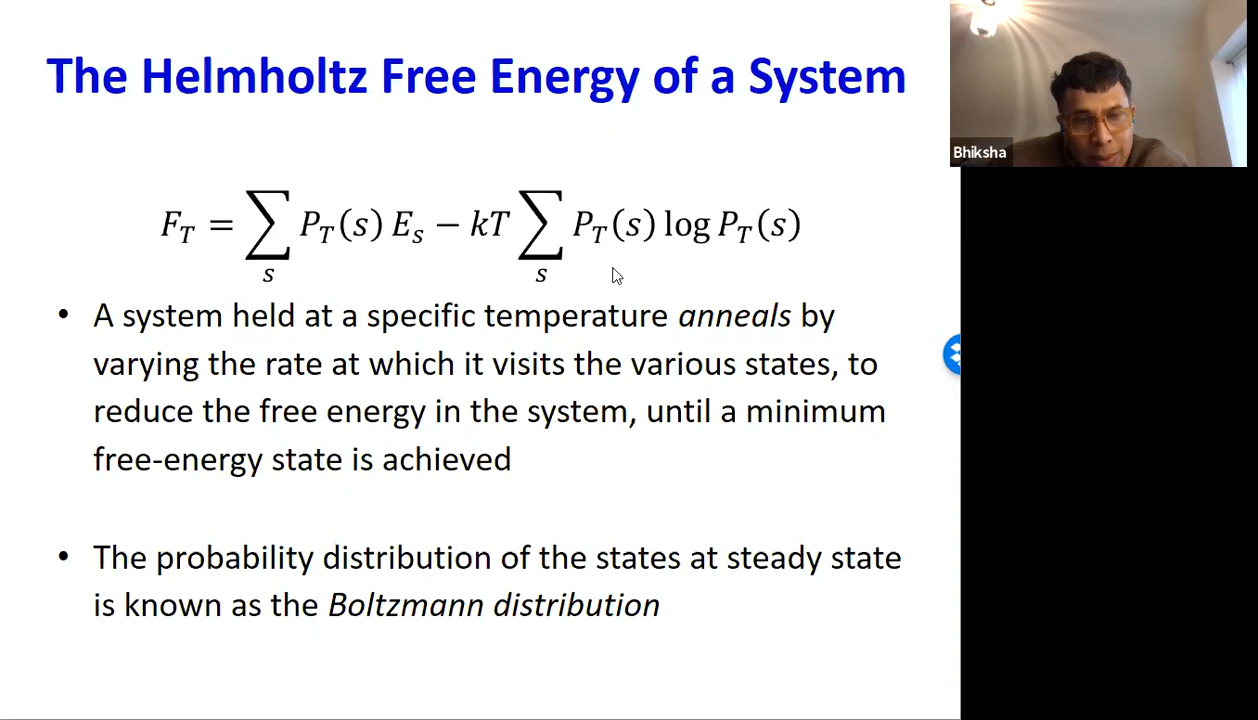 The Helmholtz Free Energy of a System
Bhiksha
F_T = ∑_s P_T(s) E_s − kT ∑_s P_T(s) log P_T(s)
• A system held at a specific temperature anneals by
varying the rate at which it visits the various states, to
reduce the free energy in the system, until a minimum
free-energy state is achieved
• The probability distribution of the states at steady state
is known as the Boltzmann distribution